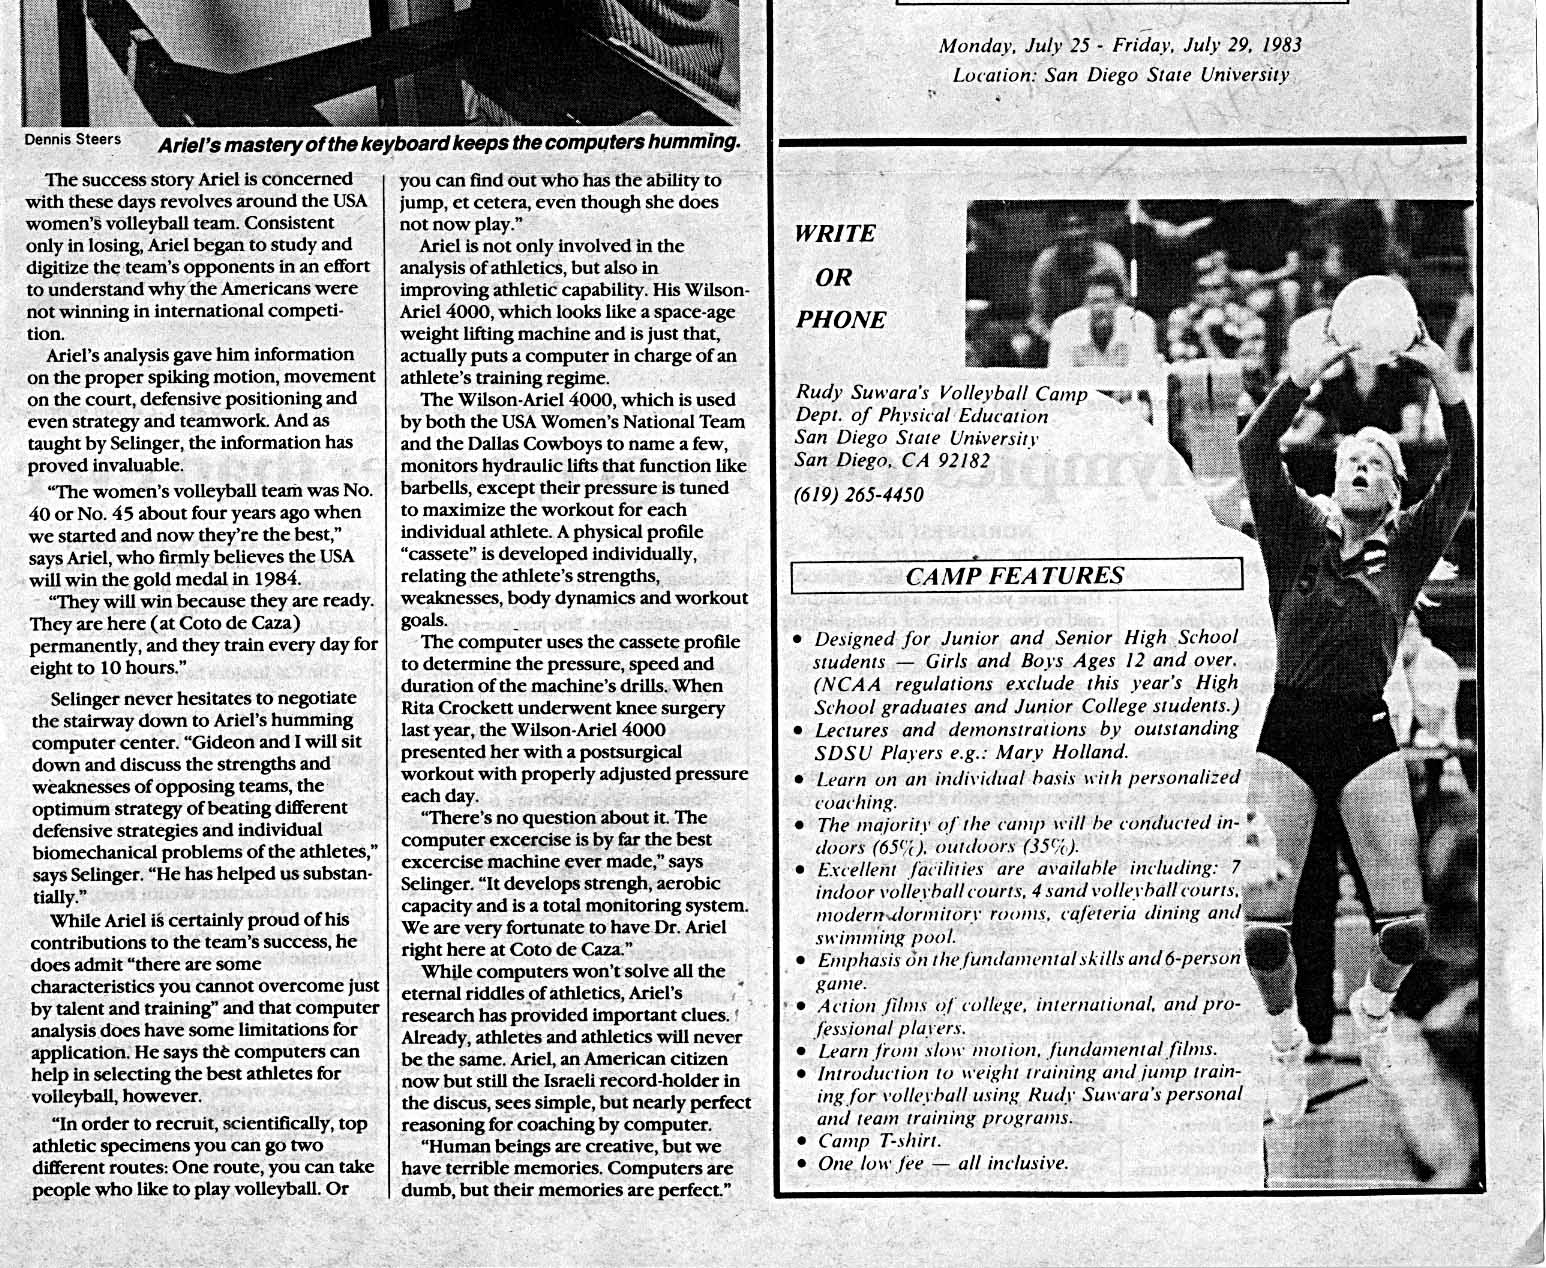 Dennis Steers
Ariel's mastery of the keyboard keeps the computers humming.
The success story Ariel is concerned
with these days revolves around the USA
women's volleyball team. Consistent
only in losing, Ariel began to study and
digitize the team's opponents in an effort
to understand why the Americans were
not winning in international competi-
tion.
Ariel's analysis gave him information
on the proper spiking motion, movement
on the court, defensive positioning and
even strategy and teamwork. And as
taught by Selinger, the information has
proved invaluable.
"The women's volleyball team was No.
40 or No. 45 about four years ago when
we started and now they're the best,"
says Ariel, who firmly believes the USA
will win the gold medal in 1984.
"They will win because they are ready.
They are here (at Coto de Caza)
permanently, and they train every day for
eight to 10 hours."
Selinger never hesitates to negotiate
the stairway down to Ariel's humming
computer center. "Gideon and I will sit
down and discuss the strengths and
weaknesses of opposing teams, the
optimum strategy of beating different
defensive strategies and individual
biomechanical problems of the athletes,"
says Selinger. "He has helped us substan-
tially."
While Ariel is certainly proud of his
contributions to the team's success, he
does admit "there are some
characteristics you cannot overcome just
by talent and training" and that computer
analysis does have some limitations for
application. He says the computers can
help in selecting the best athletes for
volleyball, however.
"In order to recruit, scientifically, top
athletic specimens you can go two
different routes: One route, you can take
people who like to play volleyball. Or
you can find out who has the ability to
jump, et cetera, even though she does
not now play."
Ariel is not only involved in the
analysis of athletics, but also in
improving athletic capability. His Wilson-
Ariel 4000, which looks like a space-age
weight lifting machine and is just that,
actually puts a computer in charge of an
athlete's training regime.
The Wilson-Ariel 4000, which is used
by both the USA Women's National Team
and the Dallas Cowboys to name a few,
monitors hydraulic lifts that function like
barbells, except their pressure is tuned
to maximize the workout for each
individual athlete. A physical profile
"cassete" is developed individually,
relating the athlete's strengths,
weaknesses, body dynamics and workout
goals.
The computer uses the cassete profile
to determine the pressure, speed and
duration of the machine's drills. When
Rita Crockett underwent knee surgery
last year, the Wilson-Ariel 4000
presented her with a postsurgical
workout with properly adjusted pressure
each day.
"There's no question about it. The
computer excercise is by far the best
excercise machine ever made," says
Selinger. "It develops strengh, aerobic
capacity and is a total monitoring system.
We are very fortunate to have Dr. Ariel
right here at Coto de Caza."
While computers won't solve all the
eternal riddles of athletics, Ariel's
research has provided important clues.
Already, athletes and athletics will never
be the same. Ariel, an American citizen
now but still the Israeli record-holder in
the discus, sees simple, but nearly perfect
reasoning for coaching by computer.
"Human beings are creative, but we
have terrible memories. Computers are
dumb, but their memories are perfect."
Monday, July 25 - Friday, July 29, 1983
Location: San Diego State University
WRITE
OR
PHONE
Rudy Suwara's Volleyball Camp
Dept. of Physical Education
San Diego State University
San Diego, CA 92182
(619) 265-4450
CAMP FEATURES
• Designed for Junior and Senior High School
students — Girls and Boys Ages 12 and over.
(NCAA regulations exclude this year's High
School graduates and Junior College students.)
• Lectures and demonstrations by outstanding
SDSU Players e.g.: Mary Holland.
• Learn on an individual basis with personalized
coaching.
• The majority of the camp will be conducted in-
doors (65%), outdoors (35%).
• Excellent facilities are available including: 7
indoor volleyball courts, 4 sand volleyball courts,
modern dormitory rooms, cafeteria dining and
swimming pool.
• Emphasis on the fundamental skills and 6-person
game.
• Action films of college, international, and pro-
fessional players.
• Learn from slow motion, fundamental films.
• Introduction to weight training and jump train-
ing for volleyball using Rudy Suwara's personal
and team training programs.
• Camp T-shirt.
• One low fee — all inclusive.